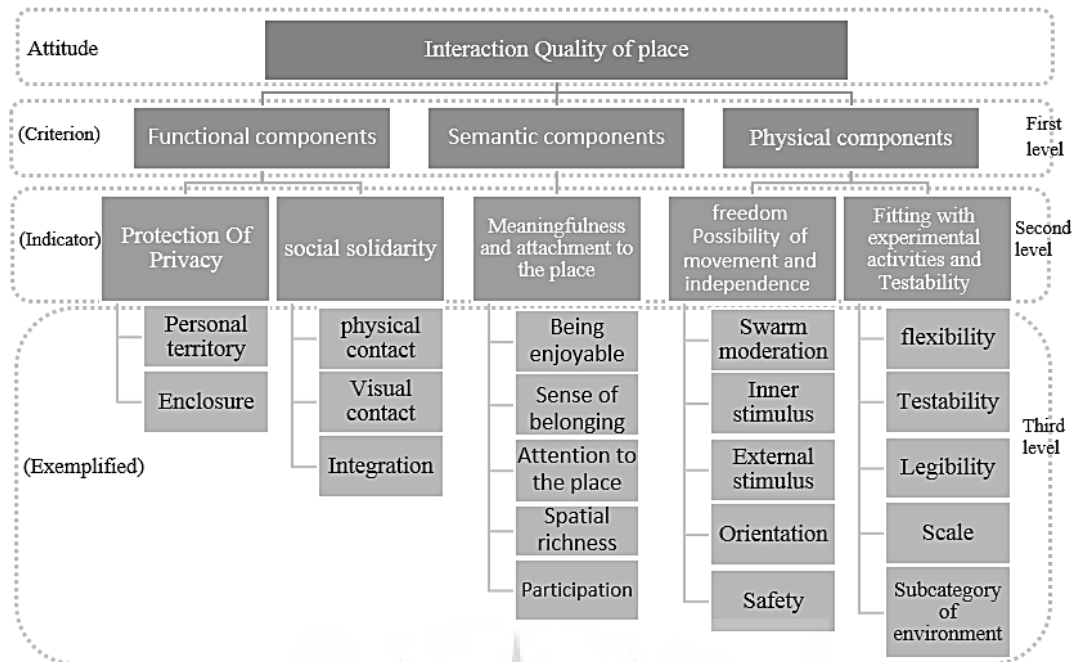 Attitude
Interaction Quality of place
(Criterion)
Functional components
Semantic components
Physical components
First
level
(Indicator)
Protection Of
Privacy
social solidarity
Meaningfulness
and attachment to
the place
freedom
Possibility of
movement and
independence
Fitting with
experimental
activities and
Testability
Second
level
(Exemplified)
Personal
territory
Enclosure
physical
contact
Visual
contact
Integration
Being
enjoyable
Sense of
belonging
Attention to
the place
Spatial
richness
Participation
Swarm
moderation
Inner
stimulus
External
stimulus
Orientation
Safety
flexibility
Testability
Legibility
Scale
Subcategory
of
environment
Third
level